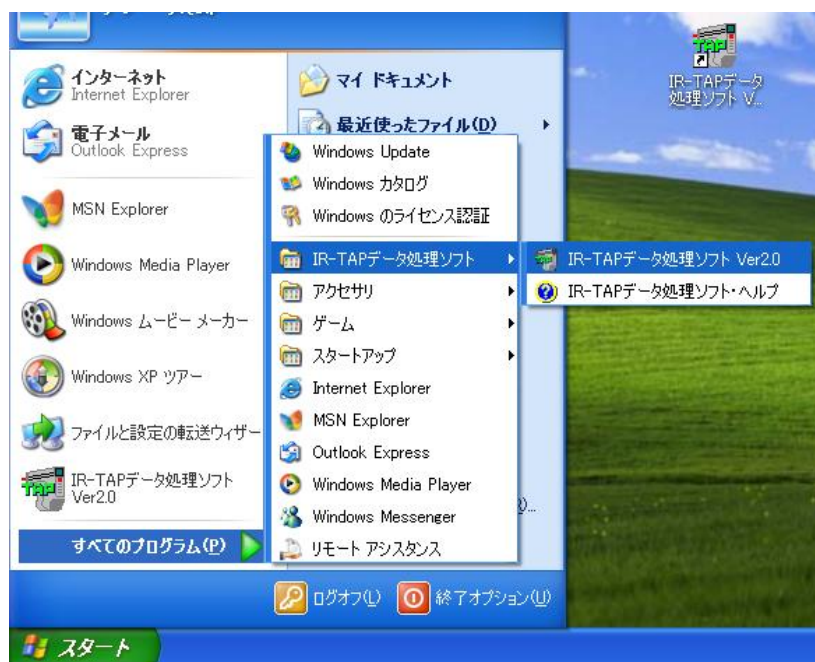 インターネット
Internet Explorer
電子メール
Outlook Express
MSN Explorer
Windows Media Player
Windows ムービー メーカー
Windows XP ツアー
ファイルと設定の転送ウィザー
IR-TAPデータ処理ソフト
Ver2.0
すべてのプログラム(P)
マイ ドキュメント
最近使ったファイル(D)
Windows Update
Windows カタログ
Windows のライセンス認証
IR-TAPデータ処理ソフト
アクセサリ
ゲーム
スタートアップ
Internet Explorer
MSN Explorer
Outlook Express
Windows Media Player
Windows Messenger
リモート アシスタンス
IR-TAPデータ処理ソフト Ver2.0
IR-TAPデータ処理ソフト・ヘルプ
TAP
IR-TAPデータ
処理ソフト V...
ログオフ(L)
終了オプション(U)
スタート